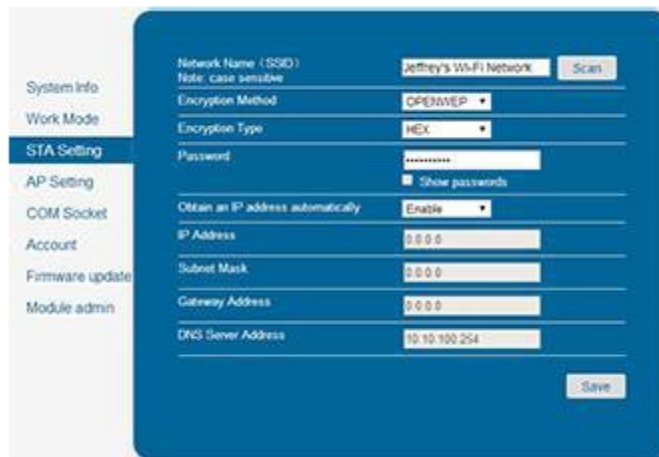 System Info
Work Mode
STA Setting
AP Setting
COM Socket
Account
Firmware update
Module admin
Network Name (SSID)
Note: case sensitive
Jeffrey's Wi-Fi Network
Scan
Encryption Method
OPENWEP
Encryption Type
HEX
Password
••••••••••
Show passwords
Obtain an IP address automatically
Enable
IP Address
0.0.0.0
Subnet Mask
0.0.0.0
Gateway Address
0.0.0.0
DNS Server Address
10.10.100.254
Save